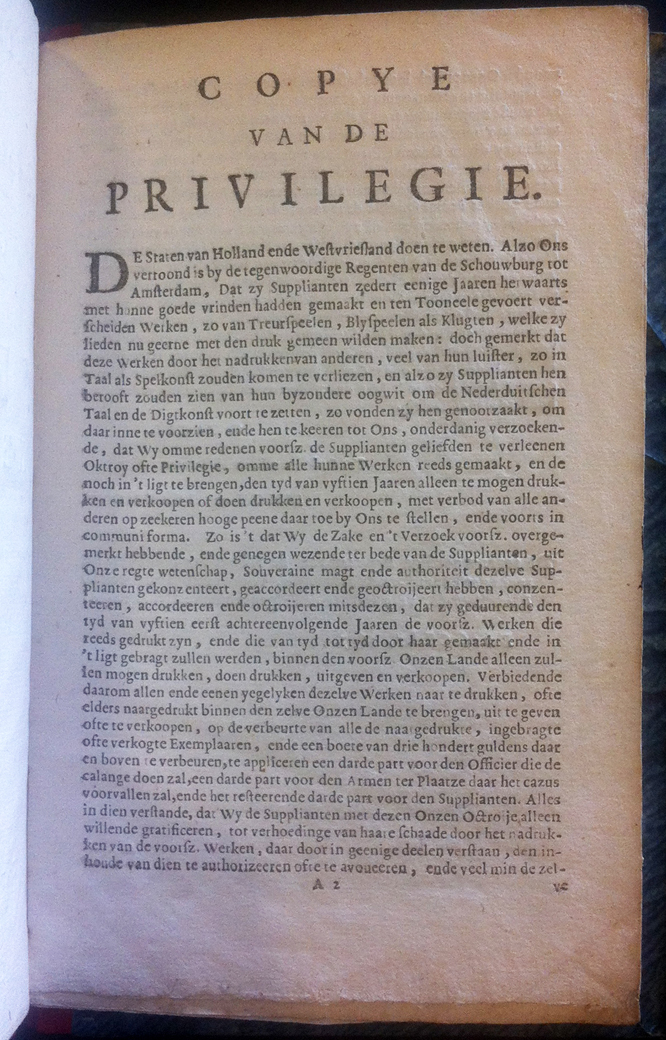 COPYE
VAN DE
PRIVILEGIE.
DE Staten van Holland ende Westvriesland doen te weten. Alzo Ons
vertoond is by de tegenwoordige Regenten van de Schouwburg tot
Amsterdam, Dat zy Supplianten zedert eenige Jaaren herwaarts
met hunne goede vrinden hadden gemaakt en ten Tooneele gevoert ver-
scheiden Werken, zo van Treurspeelen, Blyspeelen als Klugten, welke zy
lieden nu geerne met den druk gemeen wilden maken: doch gemerkt dat
deze Werken door het nadrukken van anderen, veel van hun luister, zo in
Taal als Spelkonst zouden komen te verliezen, en alzo zy Supplianten hen
berooft zouden zien van hun byzondere oogwit om de Nederduitschen
Taal en de Digtkonst voort te zetten, zo vonden zy hen genootzaakt, om
daar inne te voorzien, ende hen te keeren tot Ons, onderdanig verzoeken-
de, dat Wy omme redenen voorsz. de Supplianten geliefden te verleenen
Oktroy ofte Privilegie, omme alle hunne Werken reeds gemaakt, en de
noch in 't ligt te brengen, den tyd van vyftien Jaaren alleen te mogen druk-
ken en verkoopen of doen drukken en verkoopen, met verbod van alle an-
deren op zeekeren hooge peene daar toe by Ons te stellen, ende voorts in
communi forma. Zo is 't dat Wy de Zake en 't Verzoek voorsz. overge-
merkt hebbende, ende genegen wezende ter bede van de Supplianten, uit
Onze regte wetenschap, Souveraine magt ende authoriteit dezelve Sup-
plianten gekonzenteert, geaccordeert ende geoctroijeert hebben, conzen-
teeren, accordeeren ende octroijeren mitsdezen, dat zy geduurende den
tyd van vyftien eerst achtereenvolgende Jaaren de voorsz. Werken die
reeds gedrukt zyn, ende die van tyd tot tyd door haar gemaakt ende in
't ligt gebragt zullen werden, binnen den voorsz. Onzen Lande alleen zul-
len mogen drukken, doen drukken, uitgeven en verkoopen. Verbiedende
daarom allen ende eenen yegelyken dezelve Werken naar te drukken, ofte
elders naargedrukt binnen den zelve Onzen Lande te brengen, uit te geven
ofte te verkoopen, op de verbeurte van alle de naargedrukte, ingebragte
ofte verkogte Exemplaaren, ende een boete van drie hondert guldens daar
en boven te verbeuren, te appliceren een darde part voor den Officier die de
calange doen zal, een darde part voor den Armen ter Plaatze daar het cazus
voorvallen zal, ende het resteerende darde part voor den Supplianten. Alles
in dien verstande, dat Wy de Supplianten met dezen Onzen Octroije, alleen
willende gratificeren, tot verhoedinge van haare schaade door het nadruk-
ken van de voorsz. Werken, daar door in geenige deelen verstaan, den in-
houde van dien te authorizeeren ofte te avoueeren, ende veel min de zel-
A 2 ve